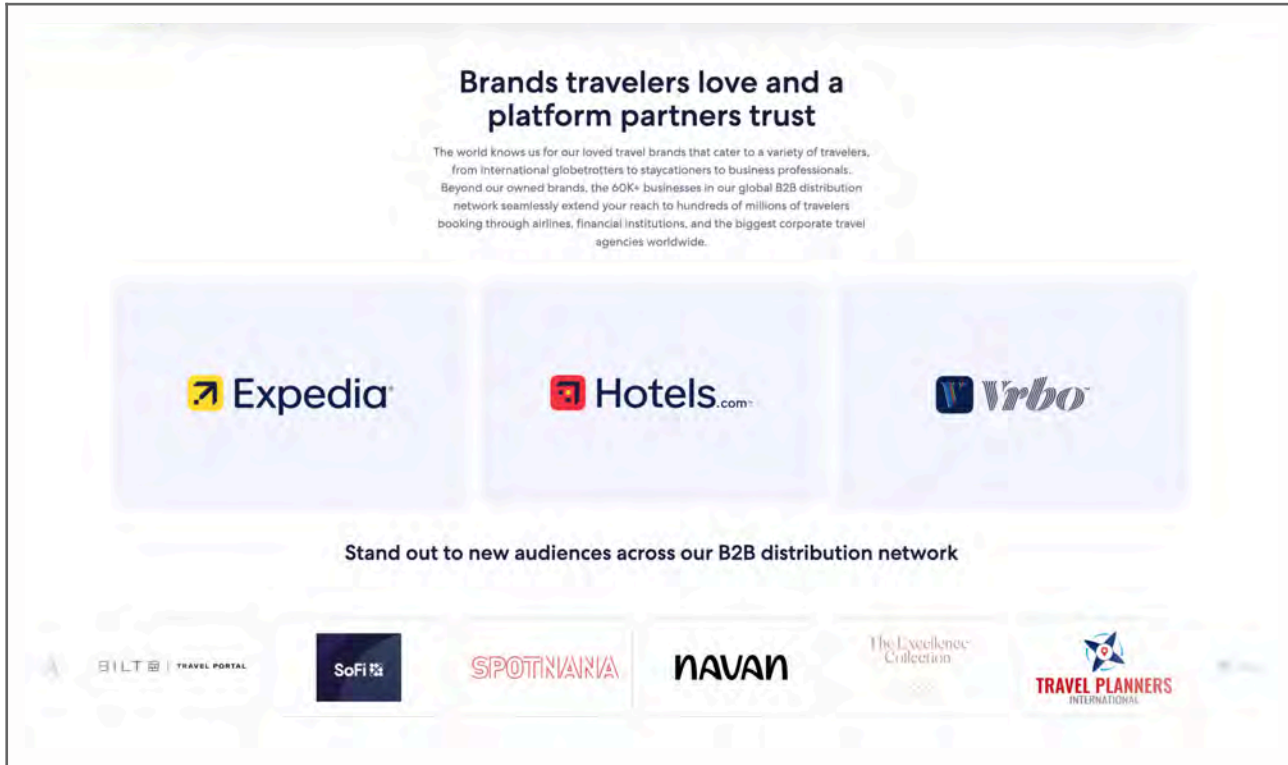 Brands travelers love and a
platform partners trust
The world knows us for our loved travel brands that cater to a variety of travelers,
from international globetrotters to staycationers to business professionals.
Beyond our owned brands, the 60K+ businesses in our global B2B distribution
network seamlessly extend your reach to hundreds of millions of travelers
booking through airlines, financial institutions, and the biggest corporate travel
agencies worldwide.
Expedia
Hotels.com
V Vrbo
Stand out to new audiences across our B2B distribution network
BILT | TRAVEL PORTAL
SoFi
SPOTNANA
NAVAN
The Excellence
Collection
TRAVEL PLANNERS
INTERNATIONAL